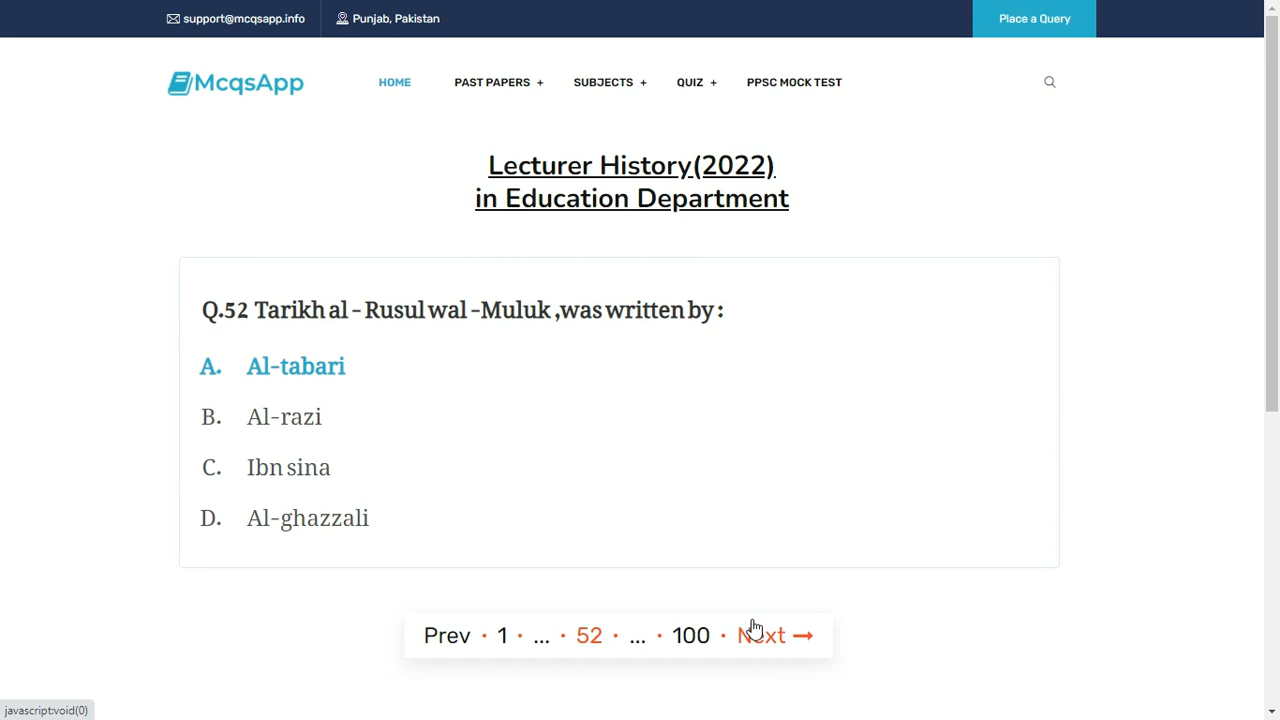 support@mcqsapp.info Punjab, Pakistan Place a Query
McqsApp HOME PAST PAPERS + SUBJECTS + QUIZ + PPSC MOCK TEST
Lecturer History(2022)
in Education Department
Q.52 Tarikh al - Rusul wal -Muluk ,was written by :
A. Al-tabari
B. Al-razi
C. Ibn sina
D. Al-ghazzali
Prev · 1 · ... · 52 · ... · 100 · Next →
javascript:void(0)